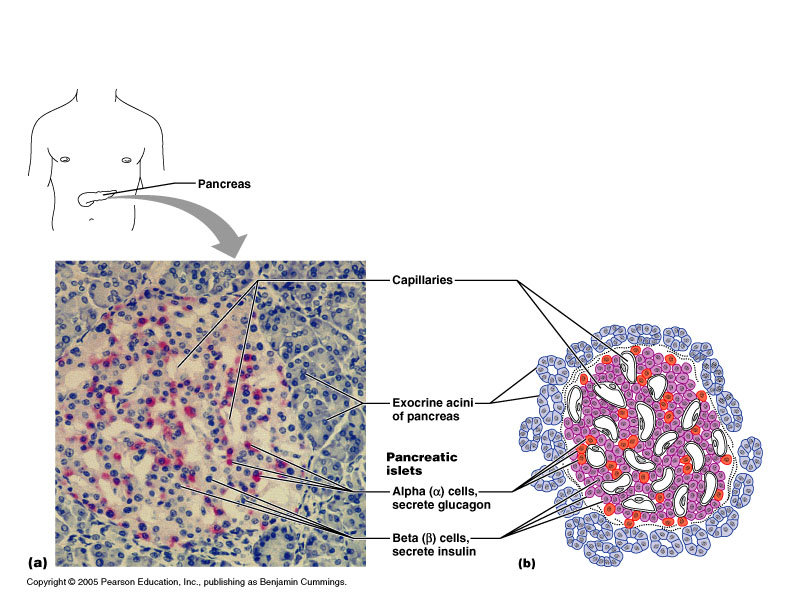 Pancreas
Capillaries
Exocrine acini
of pancreas
Pancreatic
islets
Alpha (α) cells,
secrete glucagon
Beta (β) cells,
secrete insulin
(a)
(b)
Copyright © 2005 Pearson Education, Inc., publishing as Benjamin Cummings.